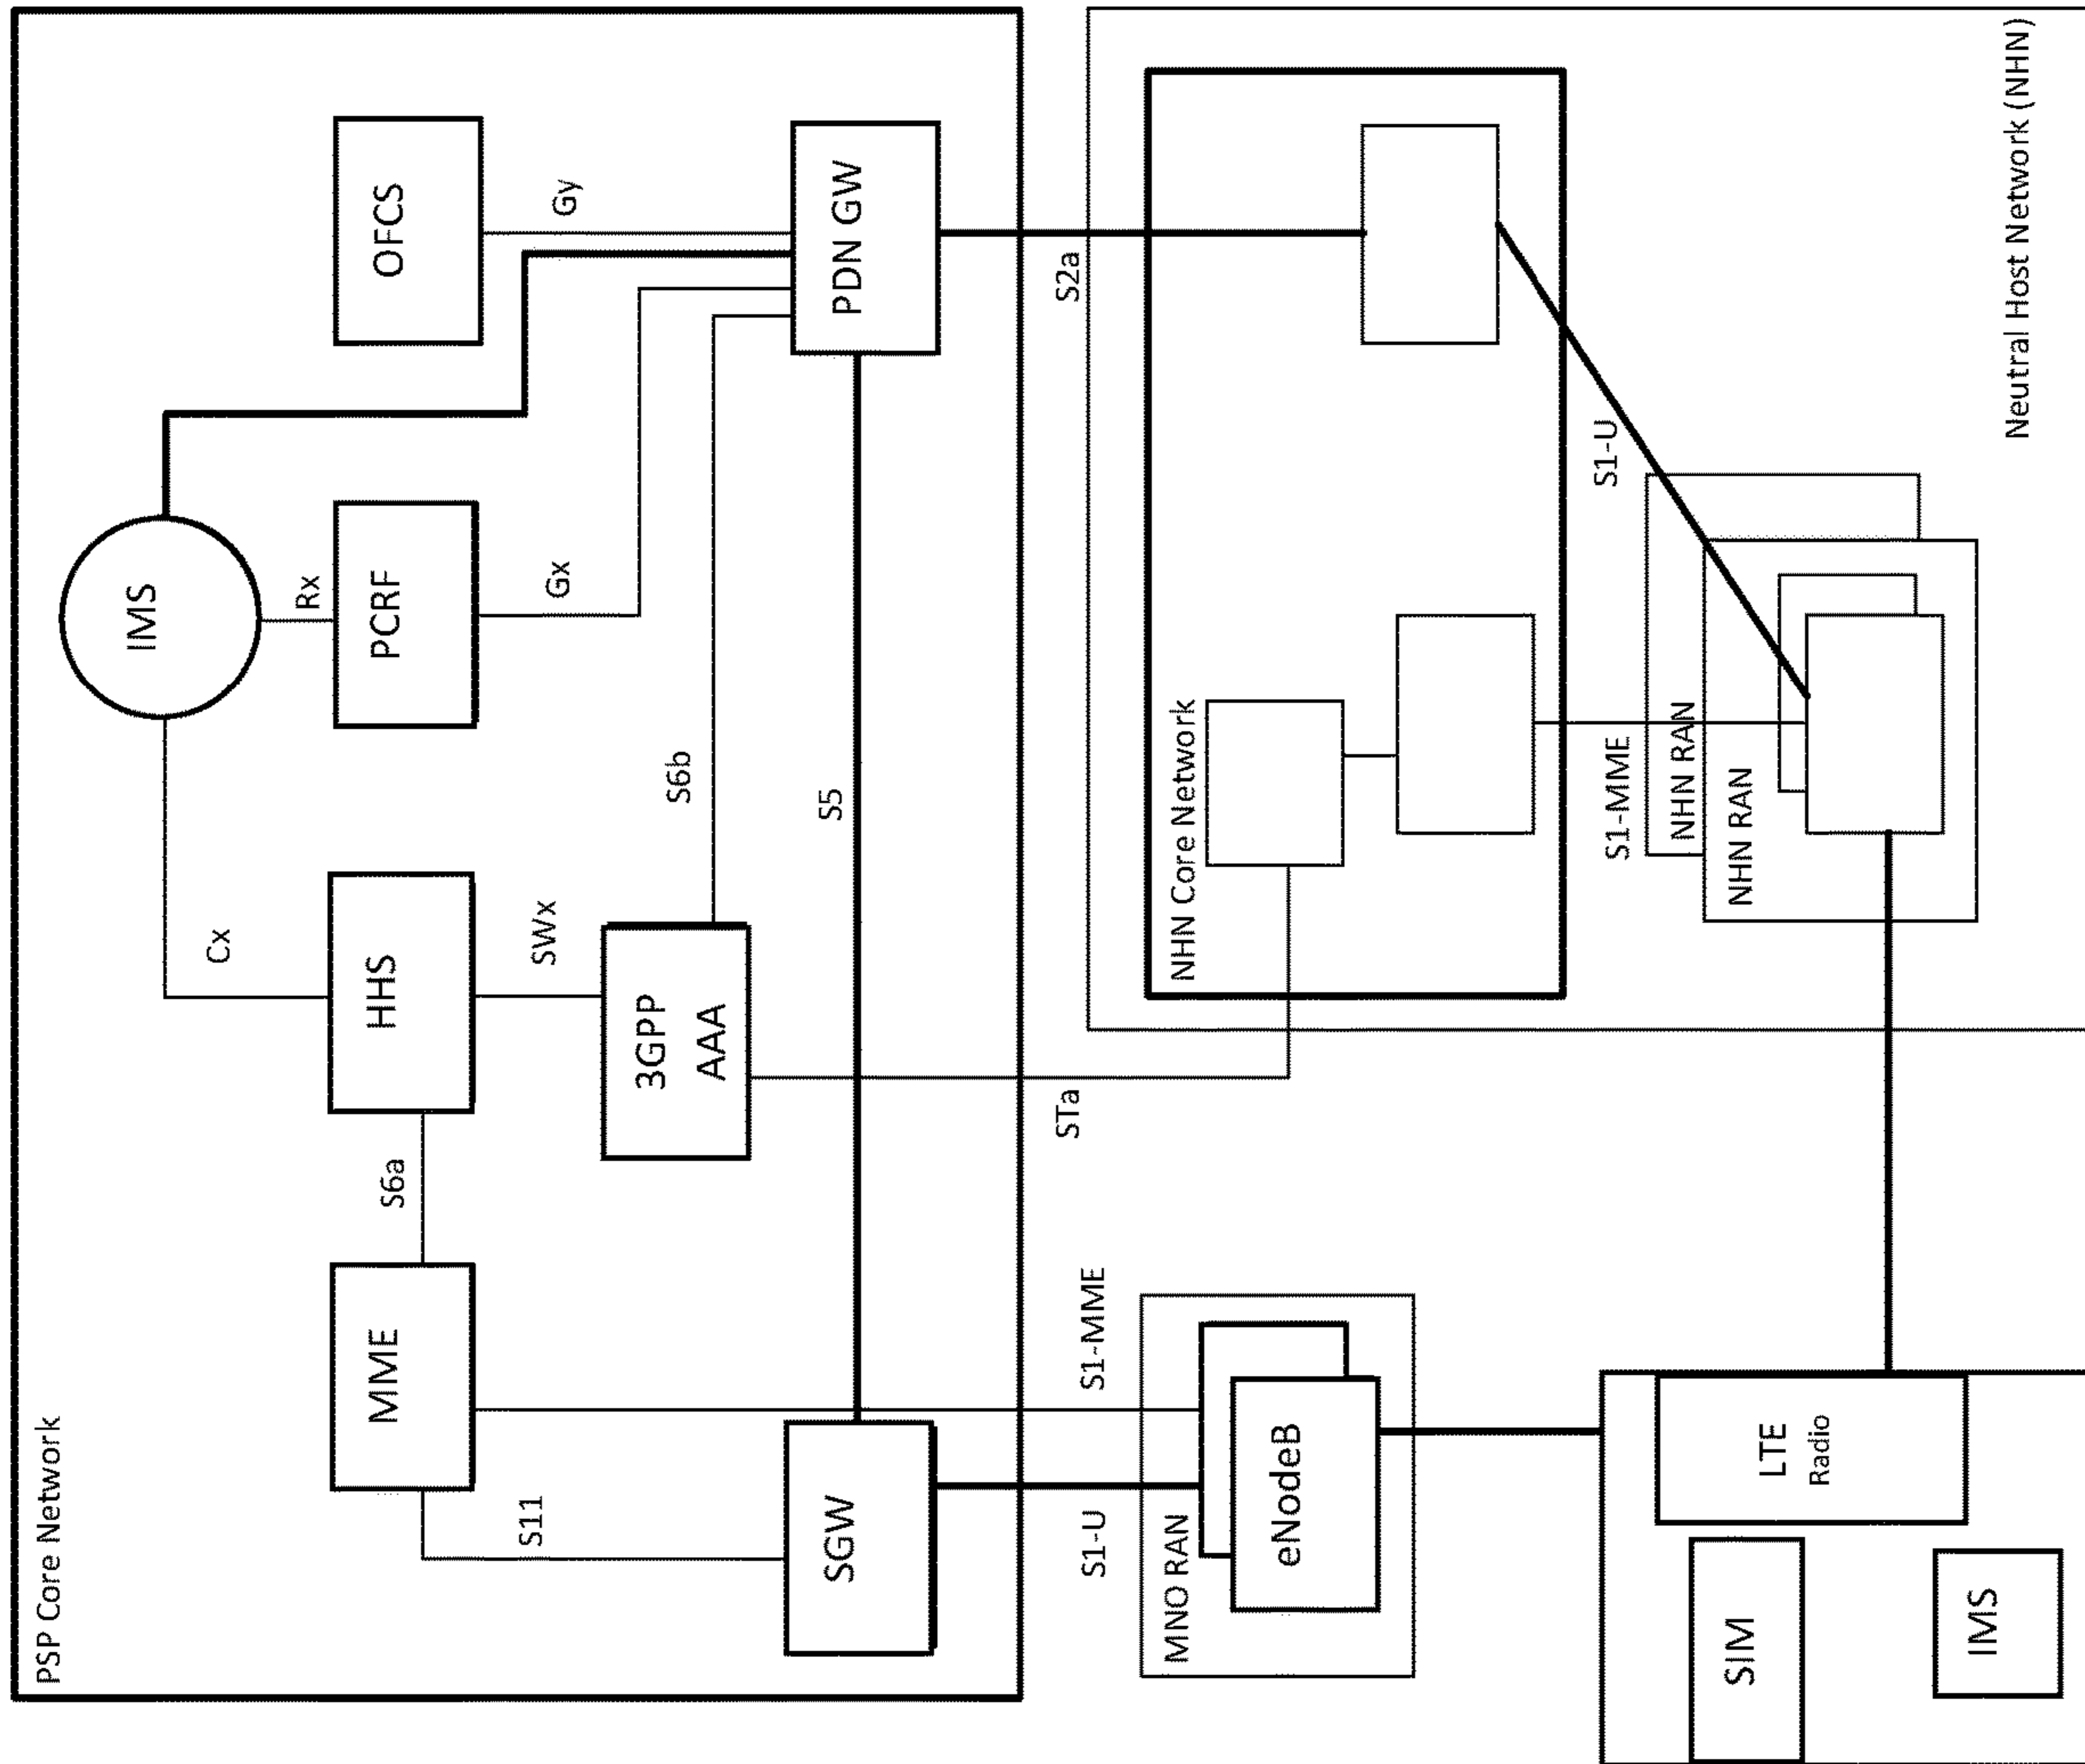 PSP Core Network
IMS
OFCS
Cx
Rx
MME
S6a
HHS
PCRF
S11
SWx
Gx
Gy
3GPP
AAA
S6b
SGW
S5
PDN GW
S1-U
S1-MME
STa
S2a
MNO RAN
eNodeB
NHN Core Network
S1-MME
S1-U
NHN RAN
NHN RAN
SIM
LTE
Radio
IMS
Neutral Host Network (NHN)